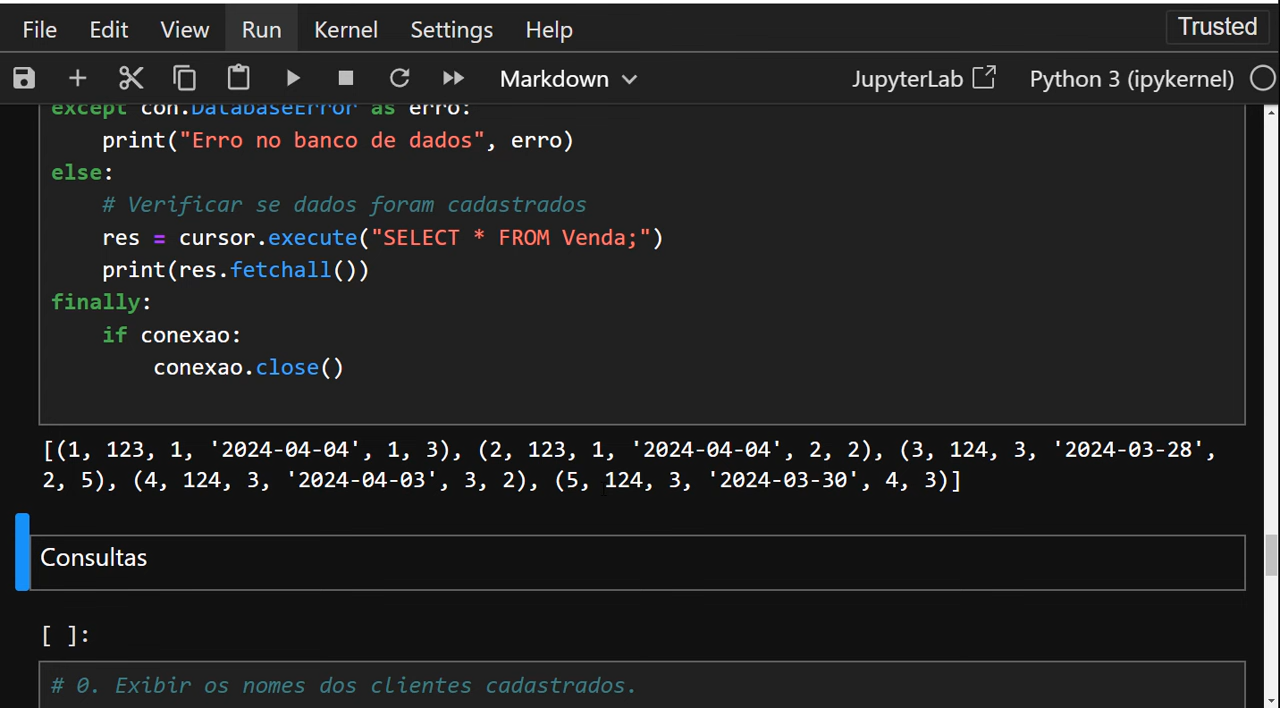 File Edit View Run Kernel Settings Help Trusted
Markdown JupyterLab Python 3 (ipykernel)
except con.DatabaseError as erro:
print("Erro no banco de dados", erro)
else:
# Verificar se dados foram cadastrados
res = cursor.execute("SELECT * FROM Venda;")
print(res.fetchall())
finally:
if conexao:
conexao.close()
[(1, 123, 1, '2024-04-04', 1, 3), (2, 123, 1, '2024-04-04', 2, 2), (3, 124, 3, '2024-03-28',
2, 5), (4, 124, 3, '2024-04-03', 3, 2), (5, 124, 3, '2024-03-30', 4, 3)]
Consultas
[ ]:
# 0. Exibir os nomes dos clientes cadastrados.